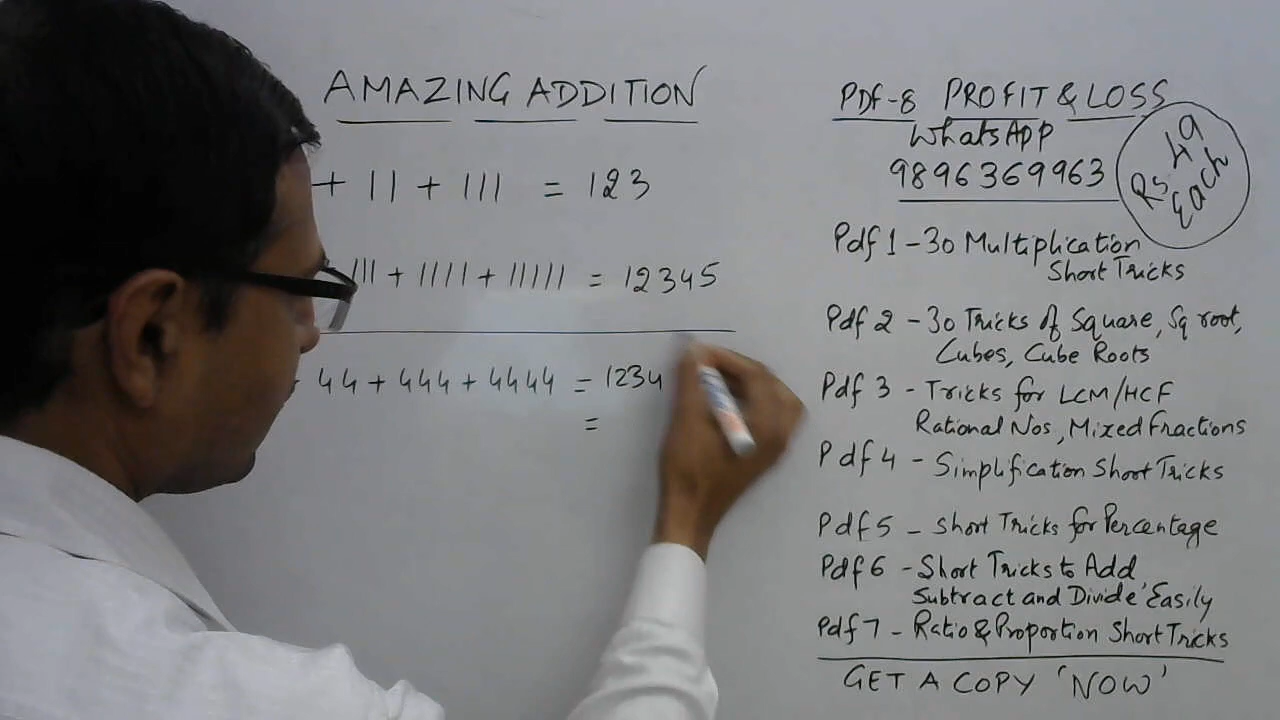 AMAZING ADDITION
+ 11 + 111 = 123
111 + 1111 + 11111 = 12345
44 + 444 + 4444 = 1234
=
PDF-8 PROFIT & LOSS
WhatsAPP
9896369963
Rs 49
Each
Pdf 1 - 30 Multiplication
Short Tricks
Pdf 2 - 30 Tricks of Square, Sq root,
Cubes, Cube Roots
Pdf 3 - Tricks for LCM/HCF
Rational Nos, Mixed Fractions
Pdf 4 - Simplification Short Tricks
Pdf 5 - Short Tricks for Percentage
Pdf 6 - Short Tricks to Add,
Subtract and Divide 'Easily
Pdf 7 - Ratio & Proportion Short Tricks
GET A COPY 'NOW'